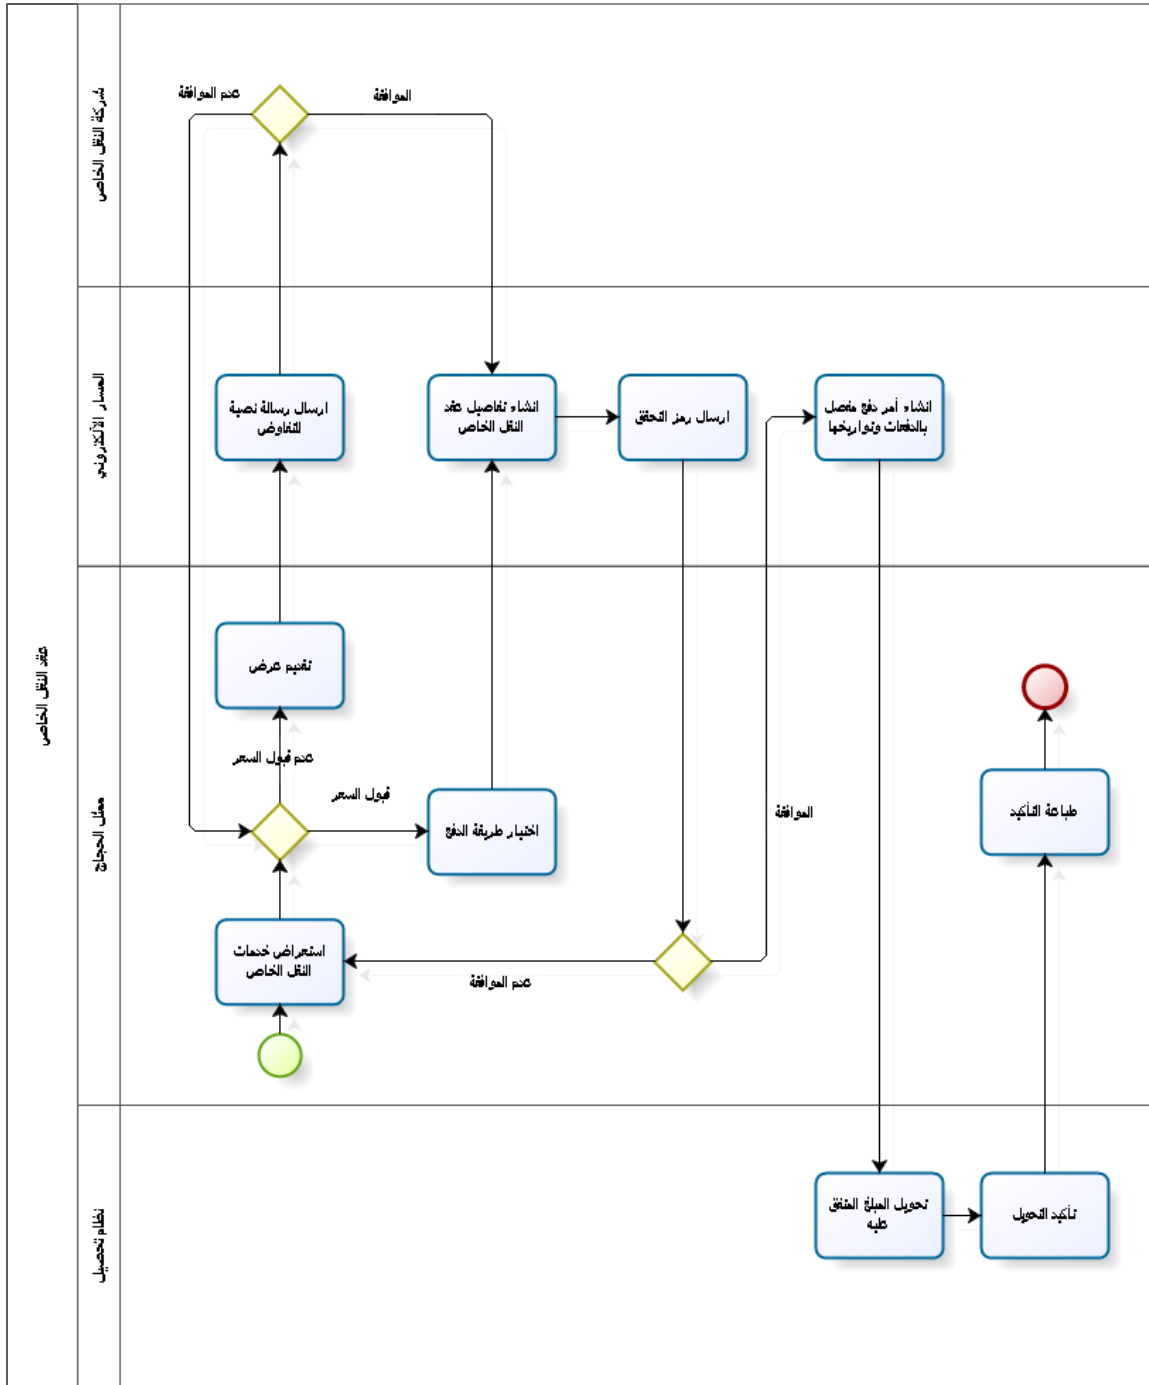 عقد النقل الخاص
شركة النقل الخاص
عدم الموافقة
الموافقة
المسار الألكتروني
ارسال رسالة نصية
للتفاوض
انشاء تفاصيل عقد
النقل الخاص
ارسال رمز التحقق
انشاء أمر دفع مفصل
بالدفعات وتواريخها
ممثل الحجاج
تقديم عرض
عدم قبول السعر
قبول السعر
اختيار طريقة الدفع
الموافقة
طباعة التأكيد
استعراض خدمات
النقل الخاص
عدم الموافقة
نظام تحصيل
تحويل المبلغ المتفق
عليه
تأكيد التحويل